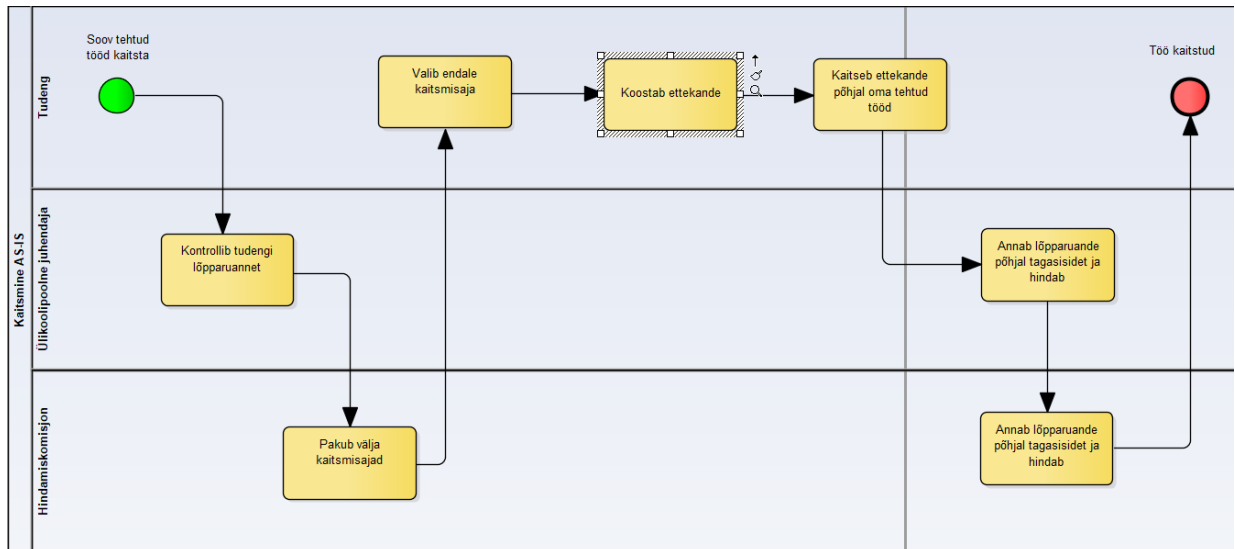 Kaitsmine AS-IS
Tudeng
Soov tehtud
tööd kaitsta
Valib endale
kaitsmisaja
Koostab ettekande
Kaitseb ettekande
põhjal oma tehtud
tööd
Töö kaitstud
Ülikoolipoolne juhendaja
Kontrollib tudengi
lõpparuannet
Annab lõpparuande
põhjal tagasisidet ja
hindab
Hindamiskomisjon
Pakub välja
kaitsmisajad
Annab lõpparuande
põhjal tagasisidet ja
hindab